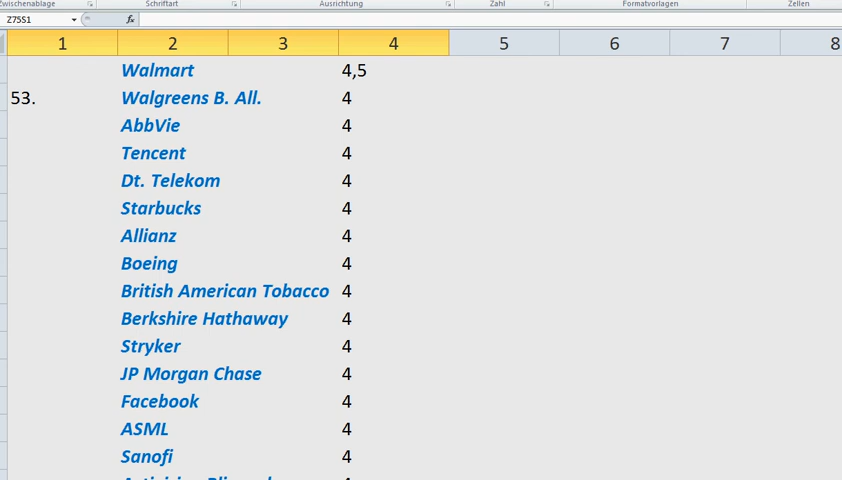 Zwischenablage Schriftart Ausrichtung Zahl Formatvorlagen Zellen
Z75S1 fx
1 2 3 4 5 6 7 8
Walmart 4,5
53. Walgreens B. All. 4
AbbVie 4
Tencent 4
Dt. Telekom 4
Starbucks 4
Allianz 4
Boeing 4
British American Tobacco 4
Berkshire Hathaway 4
Stryker 4
JP Morgan Chase 4
Facebook 4
ASML 4
Sanofi 4